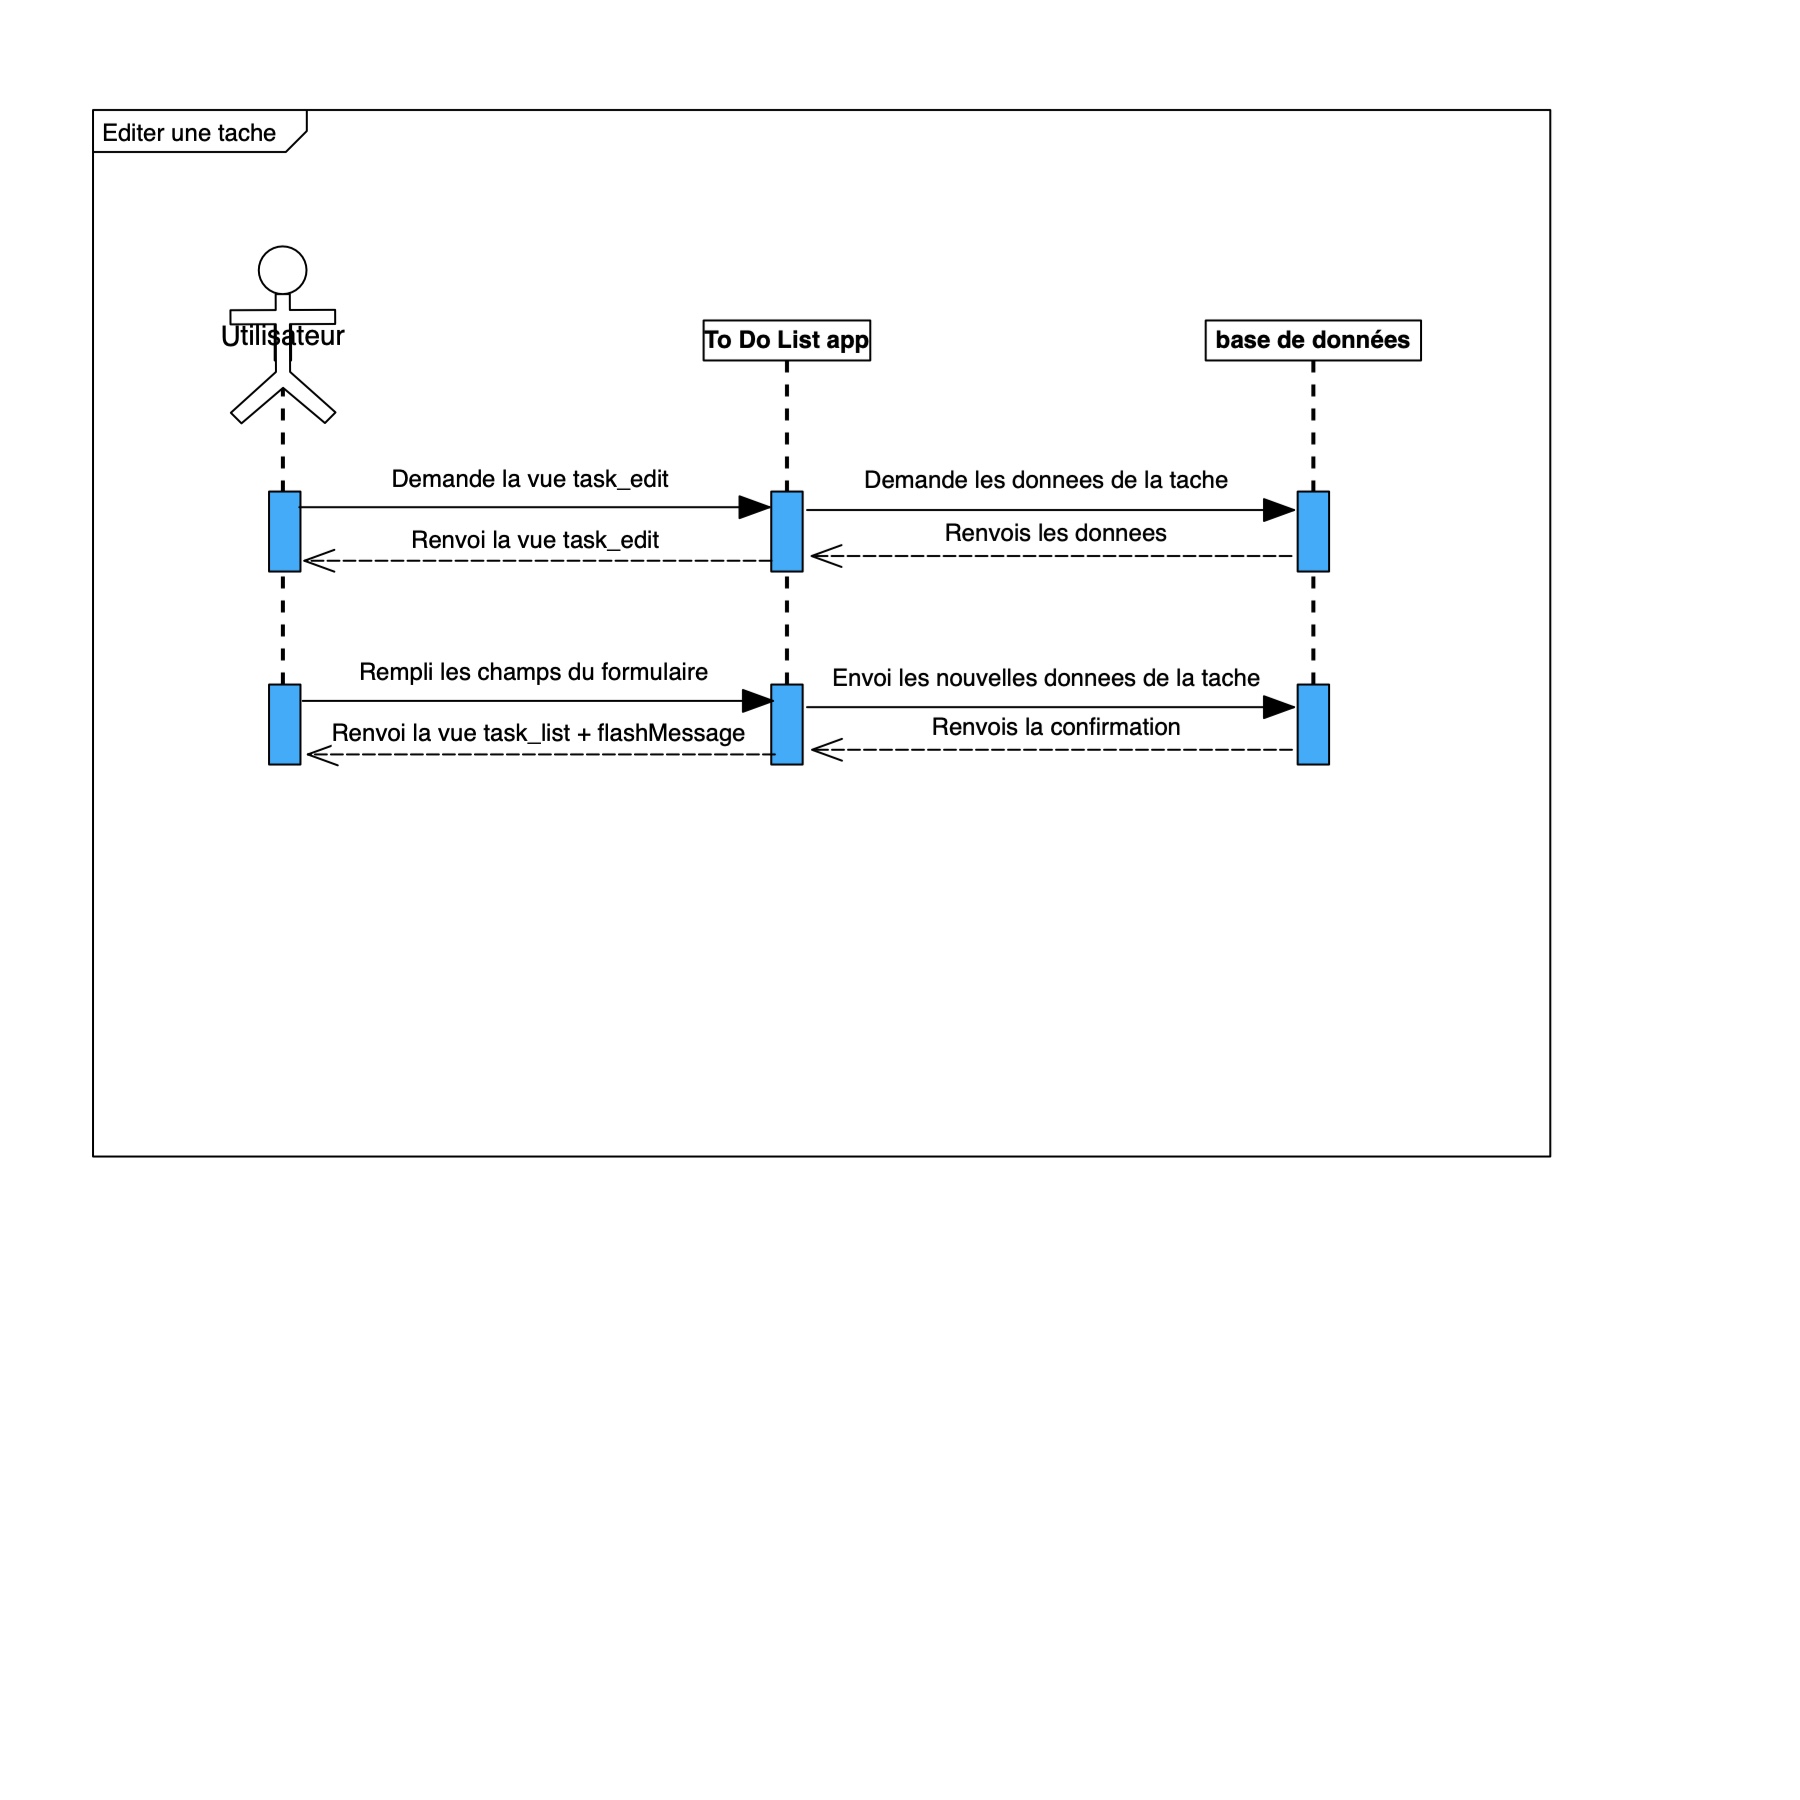 Editer une tache
Utilisateur
To Do List app
base de données
Demande la vue task_edit
Demande les donnees de la tache
Renvois les donnees
Renvoi la vue task_edit
Rempli les champs du formulaire
Envoi les nouvelles donnees de la tache
Renvois la confirmation
Renvoi la vue task_list + flashMessage